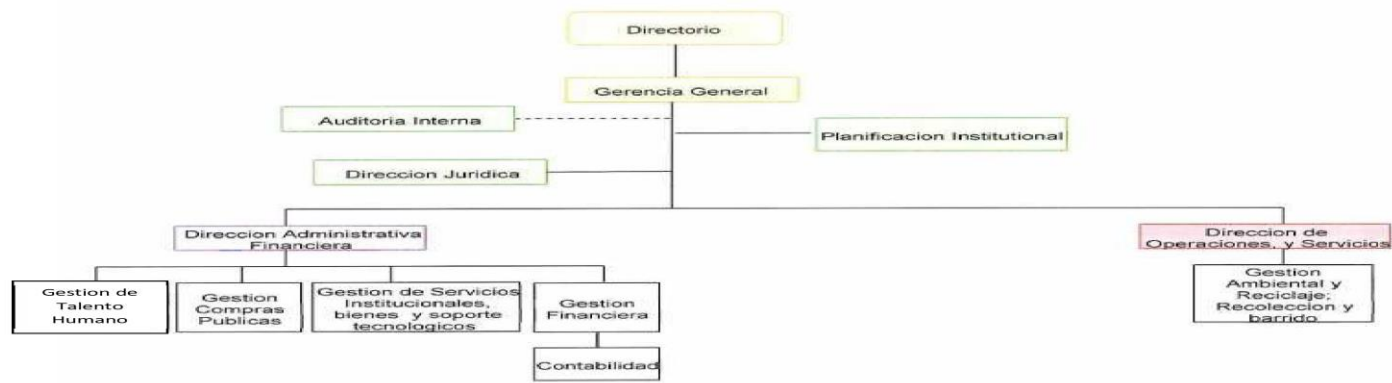 Directorio
Gerencia General
Auditoria Interna
Planificacion Institutional
Direccion Juridica
Direccion Administrativa
Financiera
Direccion de
Operaciones, y Servicios
Gestion de
Talento
Humano
Gestion
Compras
Publicas
Gestion de Servicios
Institucionales,
bienes y soporte
tecnologicos
Gestion
Financiera
Gestion
Ambiental y
Reciclaje;
Recoleccion y
barrido
Contabilidad